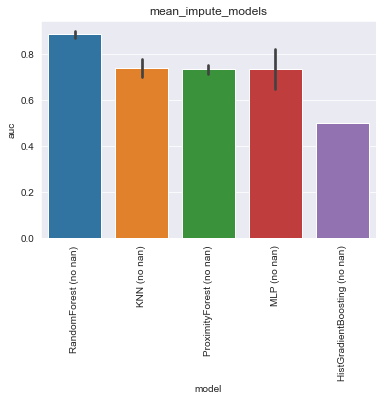 mean_impute_models
auc
0.8
0.6
0.4
0.2
0.0
RandomForest (no nan)
KNN (no nan)
ProximityForest (no nan)
MLP (no nan)
HistGradientBoosting (no nan)
model